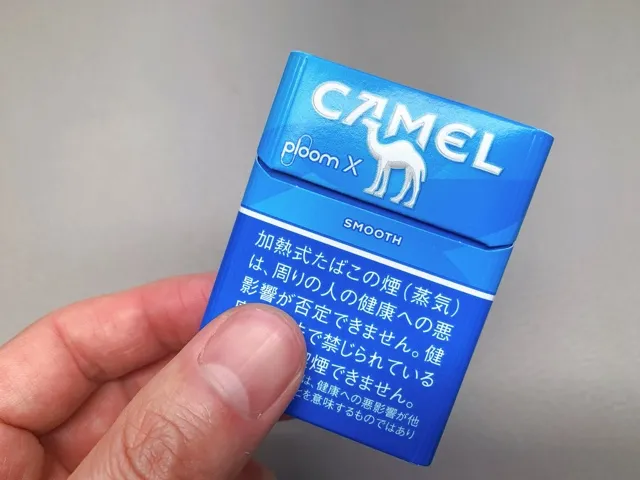 CAMEL
ploom X
SMOOTH
加熱式たばこの煙(蒸気)
は、周りの人の健康への悪
影響が否定できません。健
で禁じられている
煙できません。
は、健康への悪影響が他
を意味するものではあり